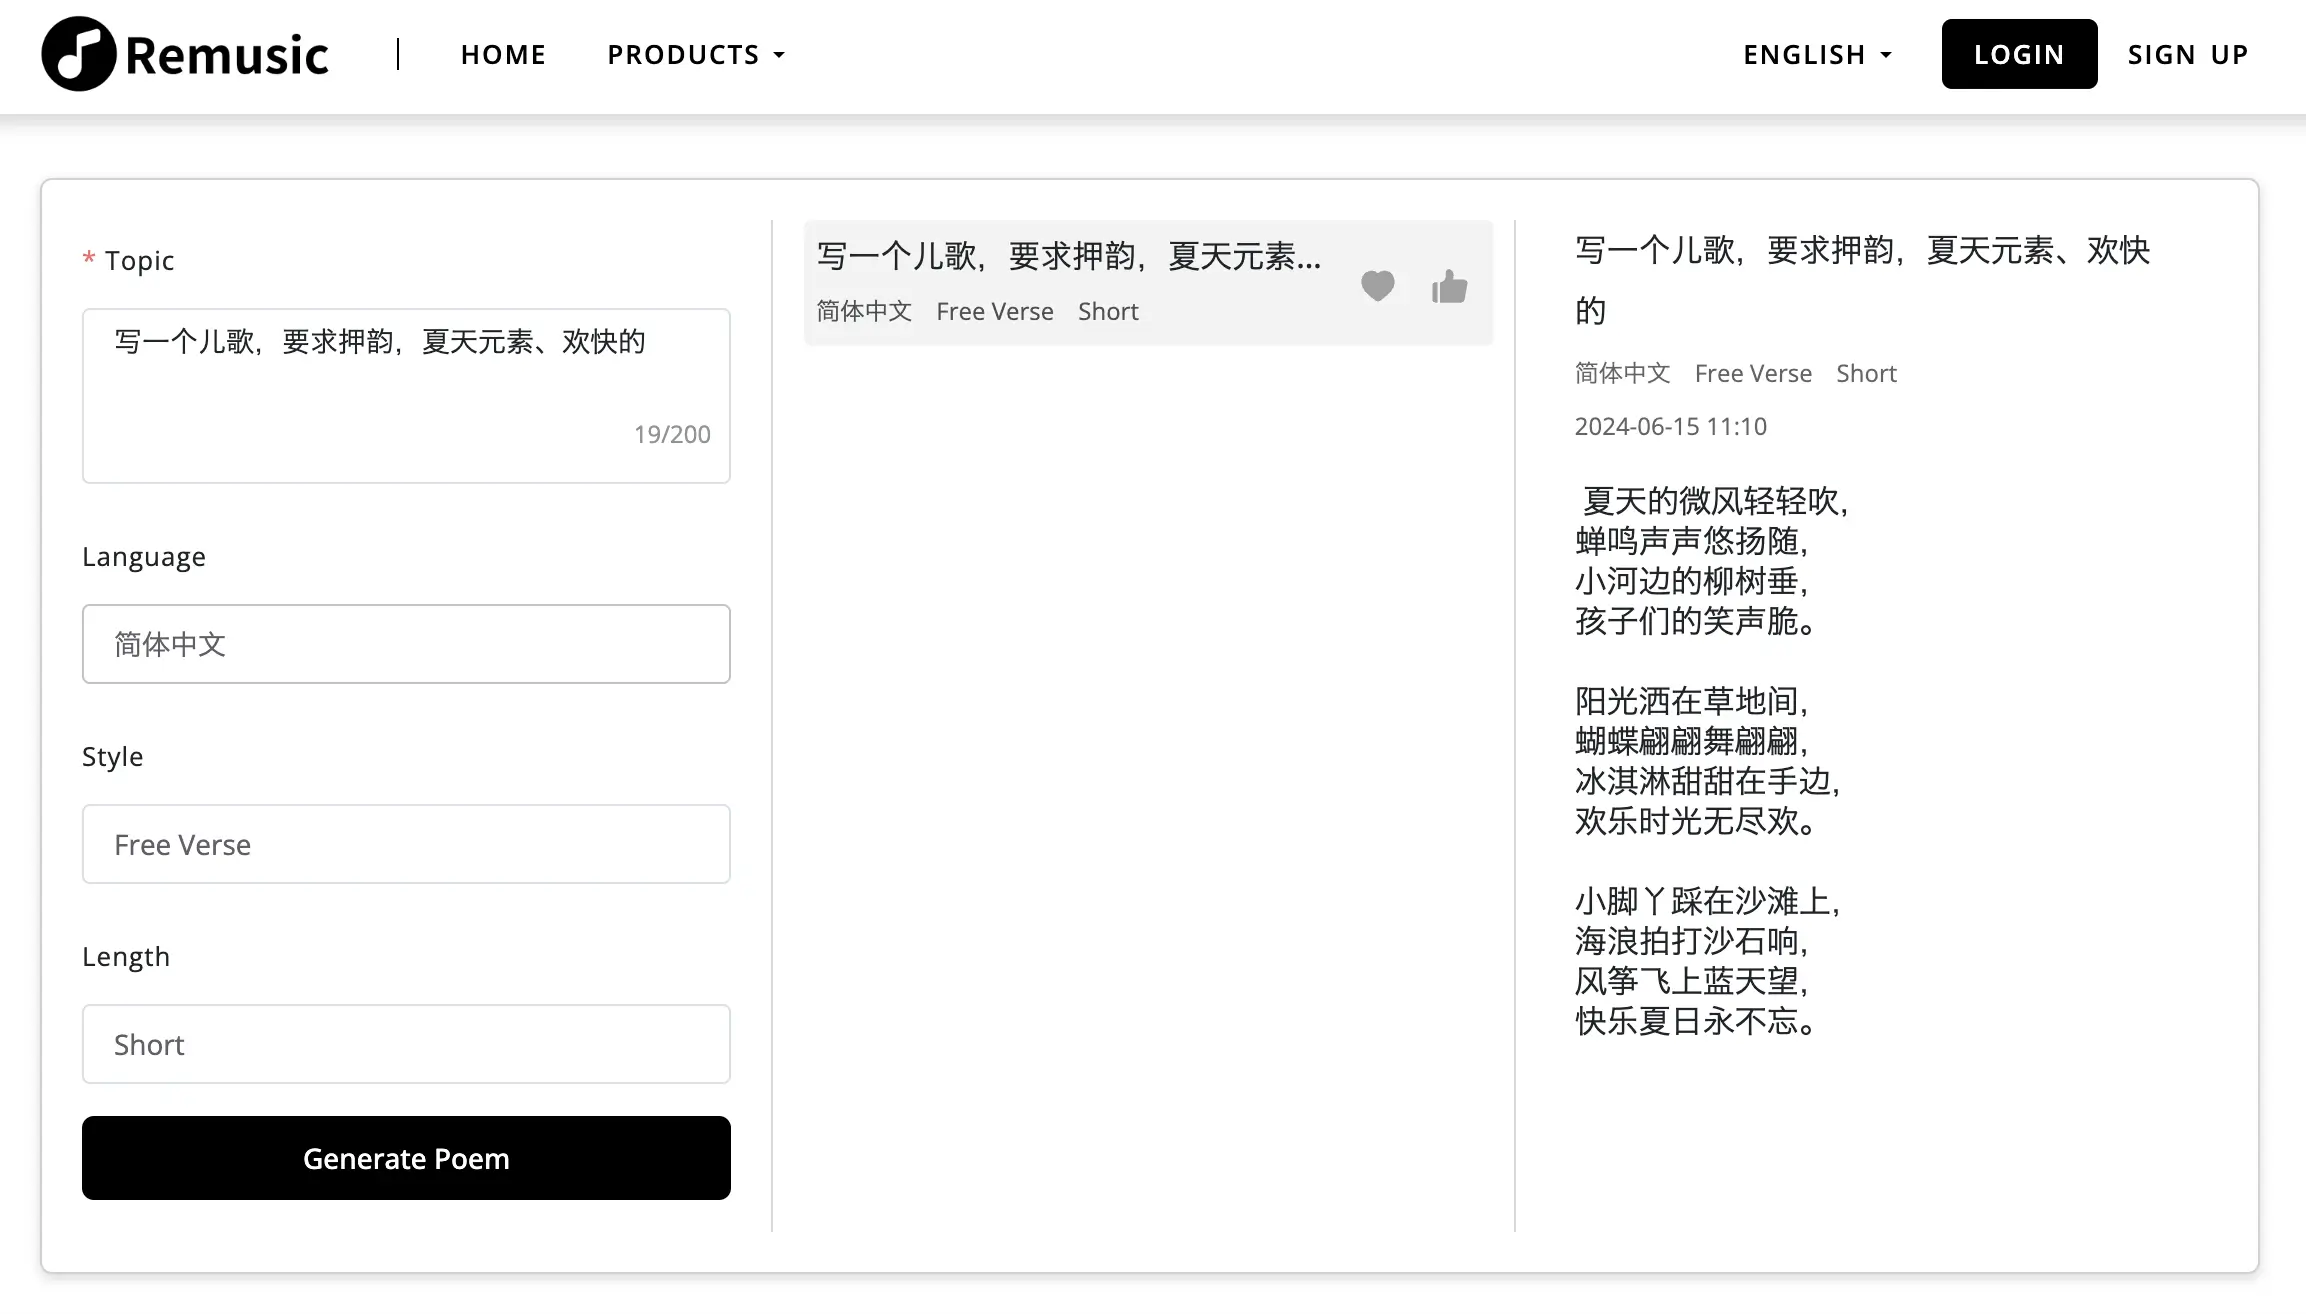 Remusic
HOME
PRODUCTS
ENGLISH
LOGIN
SIGN UP
* Topic
写一个儿歌，要求押韵，夏天元素、欢快的
19/200
Language
简体中文
Style
Free Verse
Length
Short
Generate Poem
写一个儿歌，要求押韵，夏天元素...
简体中文 Free Verse Short
写一个儿歌，要求押韵，夏天元素、欢快
的
简体中文 Free Verse Short
2024-06-15 11:10
夏天的微风轻轻吹，
蝉鸣声声悠扬随，
小河边的柳树垂，
孩子们的笑声脆。
阳光洒在草地间，
蝴蝶翩翩舞翩翩，
冰淇淋甜甜在手边，
欢乐时光无尽欢。
小脚丫踩在沙滩上，
海浪拍打沙石响，
风筝飞上蓝天望，
快乐夏日永不忘。